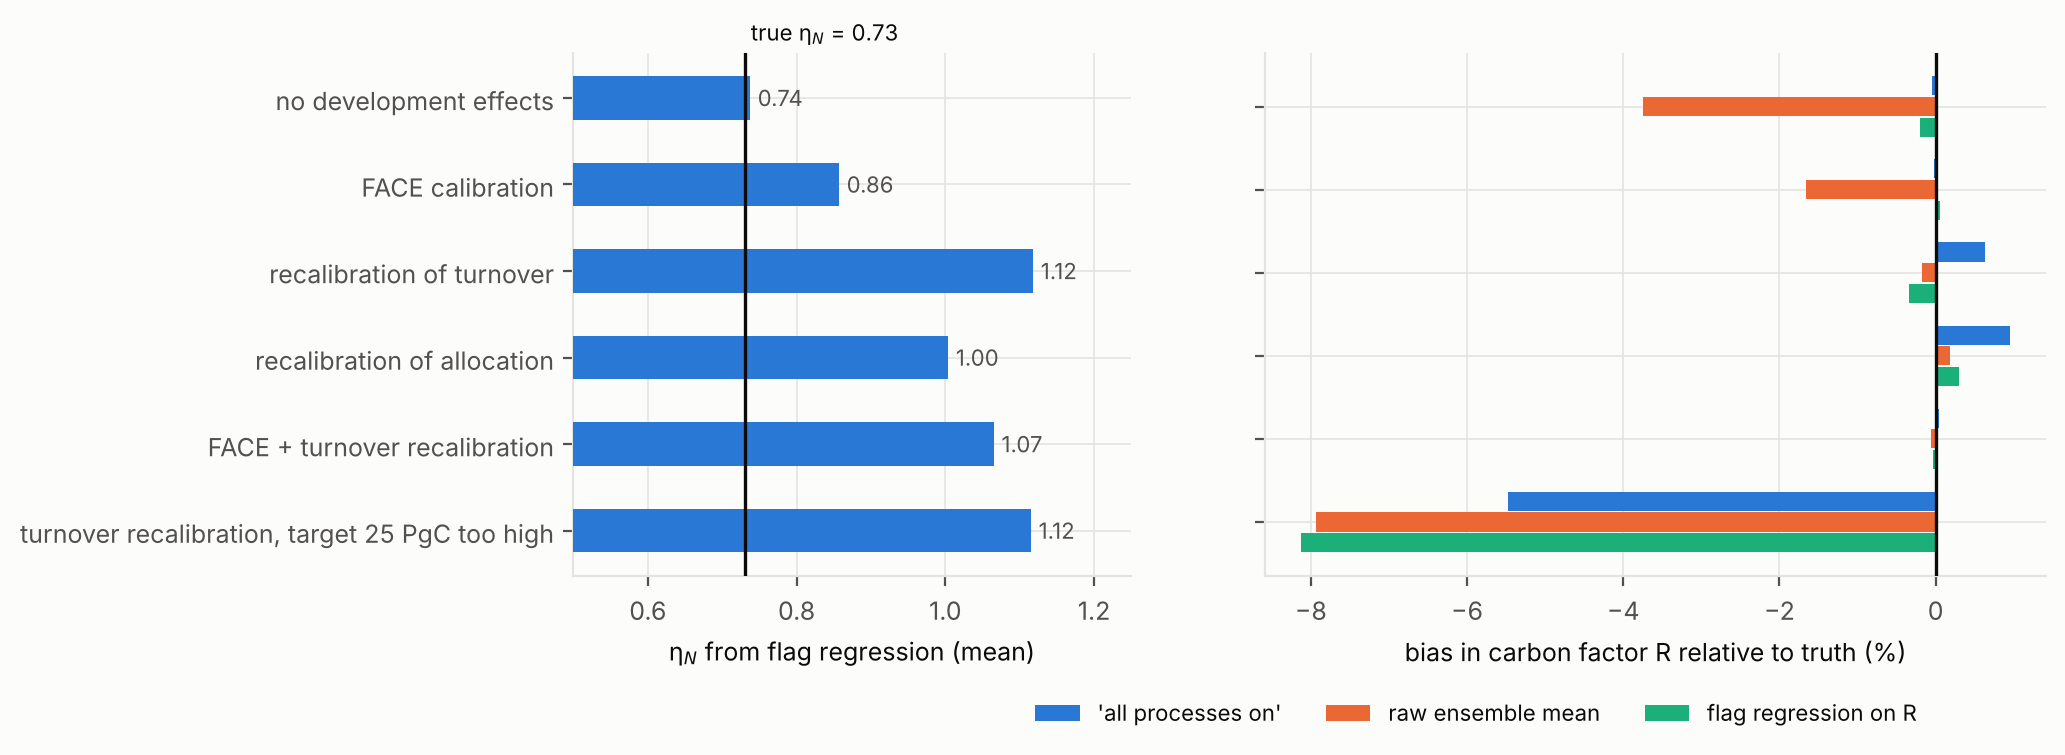 true ηN = 0.73
no development effects
0.74
FACE calibration
0.86
recalibration of turnover
1.12
recalibration of allocation
1.00
FACE + turnover recalibration
1.07
turnover recalibration, target 25 PgC too high
1.12
0.6 0.8 1.0 1.2
ηN from flag regression (mean)
−8 −6 −4 −2 0
bias in carbon factor R relative to truth (%)
'all processes on' raw ensemble mean flag regression on R